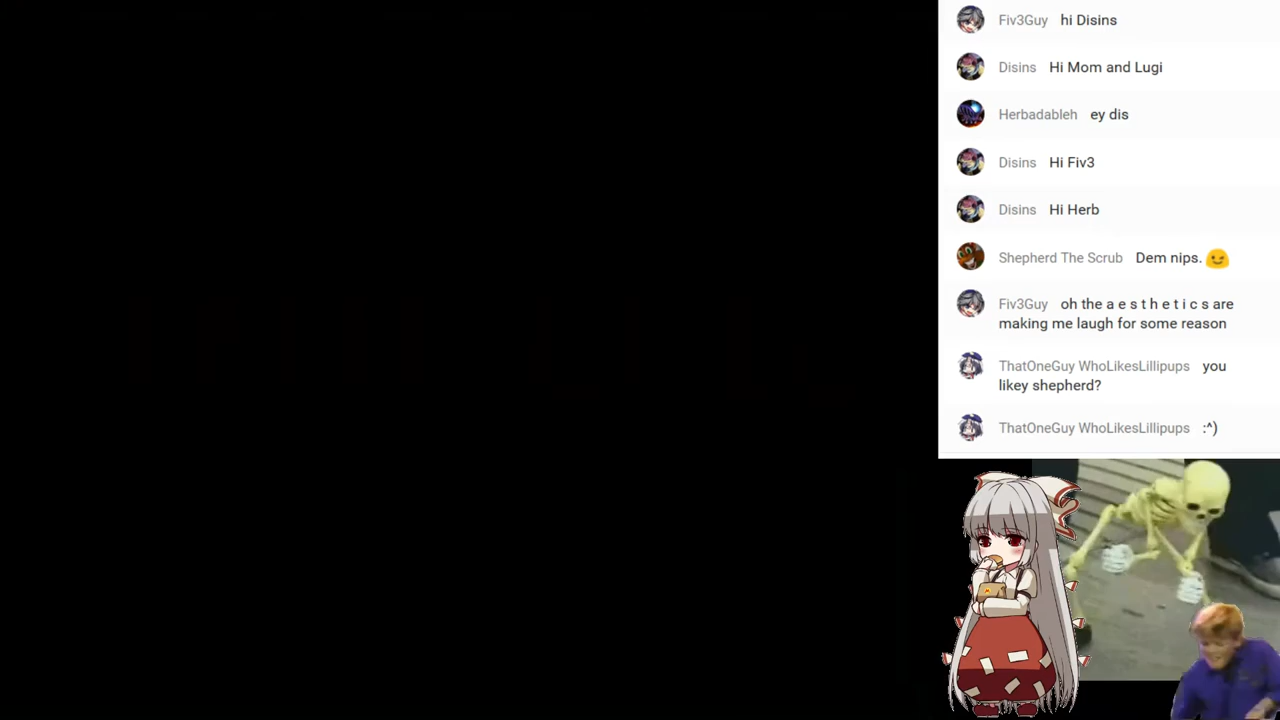 Fiv3Guy hi Disins
Disins Hi Mom and Lugi
Herbadableh ey dis
Disins Hi Fiv3
Disins Hi Herb
Shepherd The Scrub Dem nips. 😉
Fiv3Guy oh the a e s t h e t i c s are
making me laugh for some reason
ThatOneGuy WhoLikesLillipups you
likey shepherd?
ThatOneGuy WhoLikesLillipups :^)